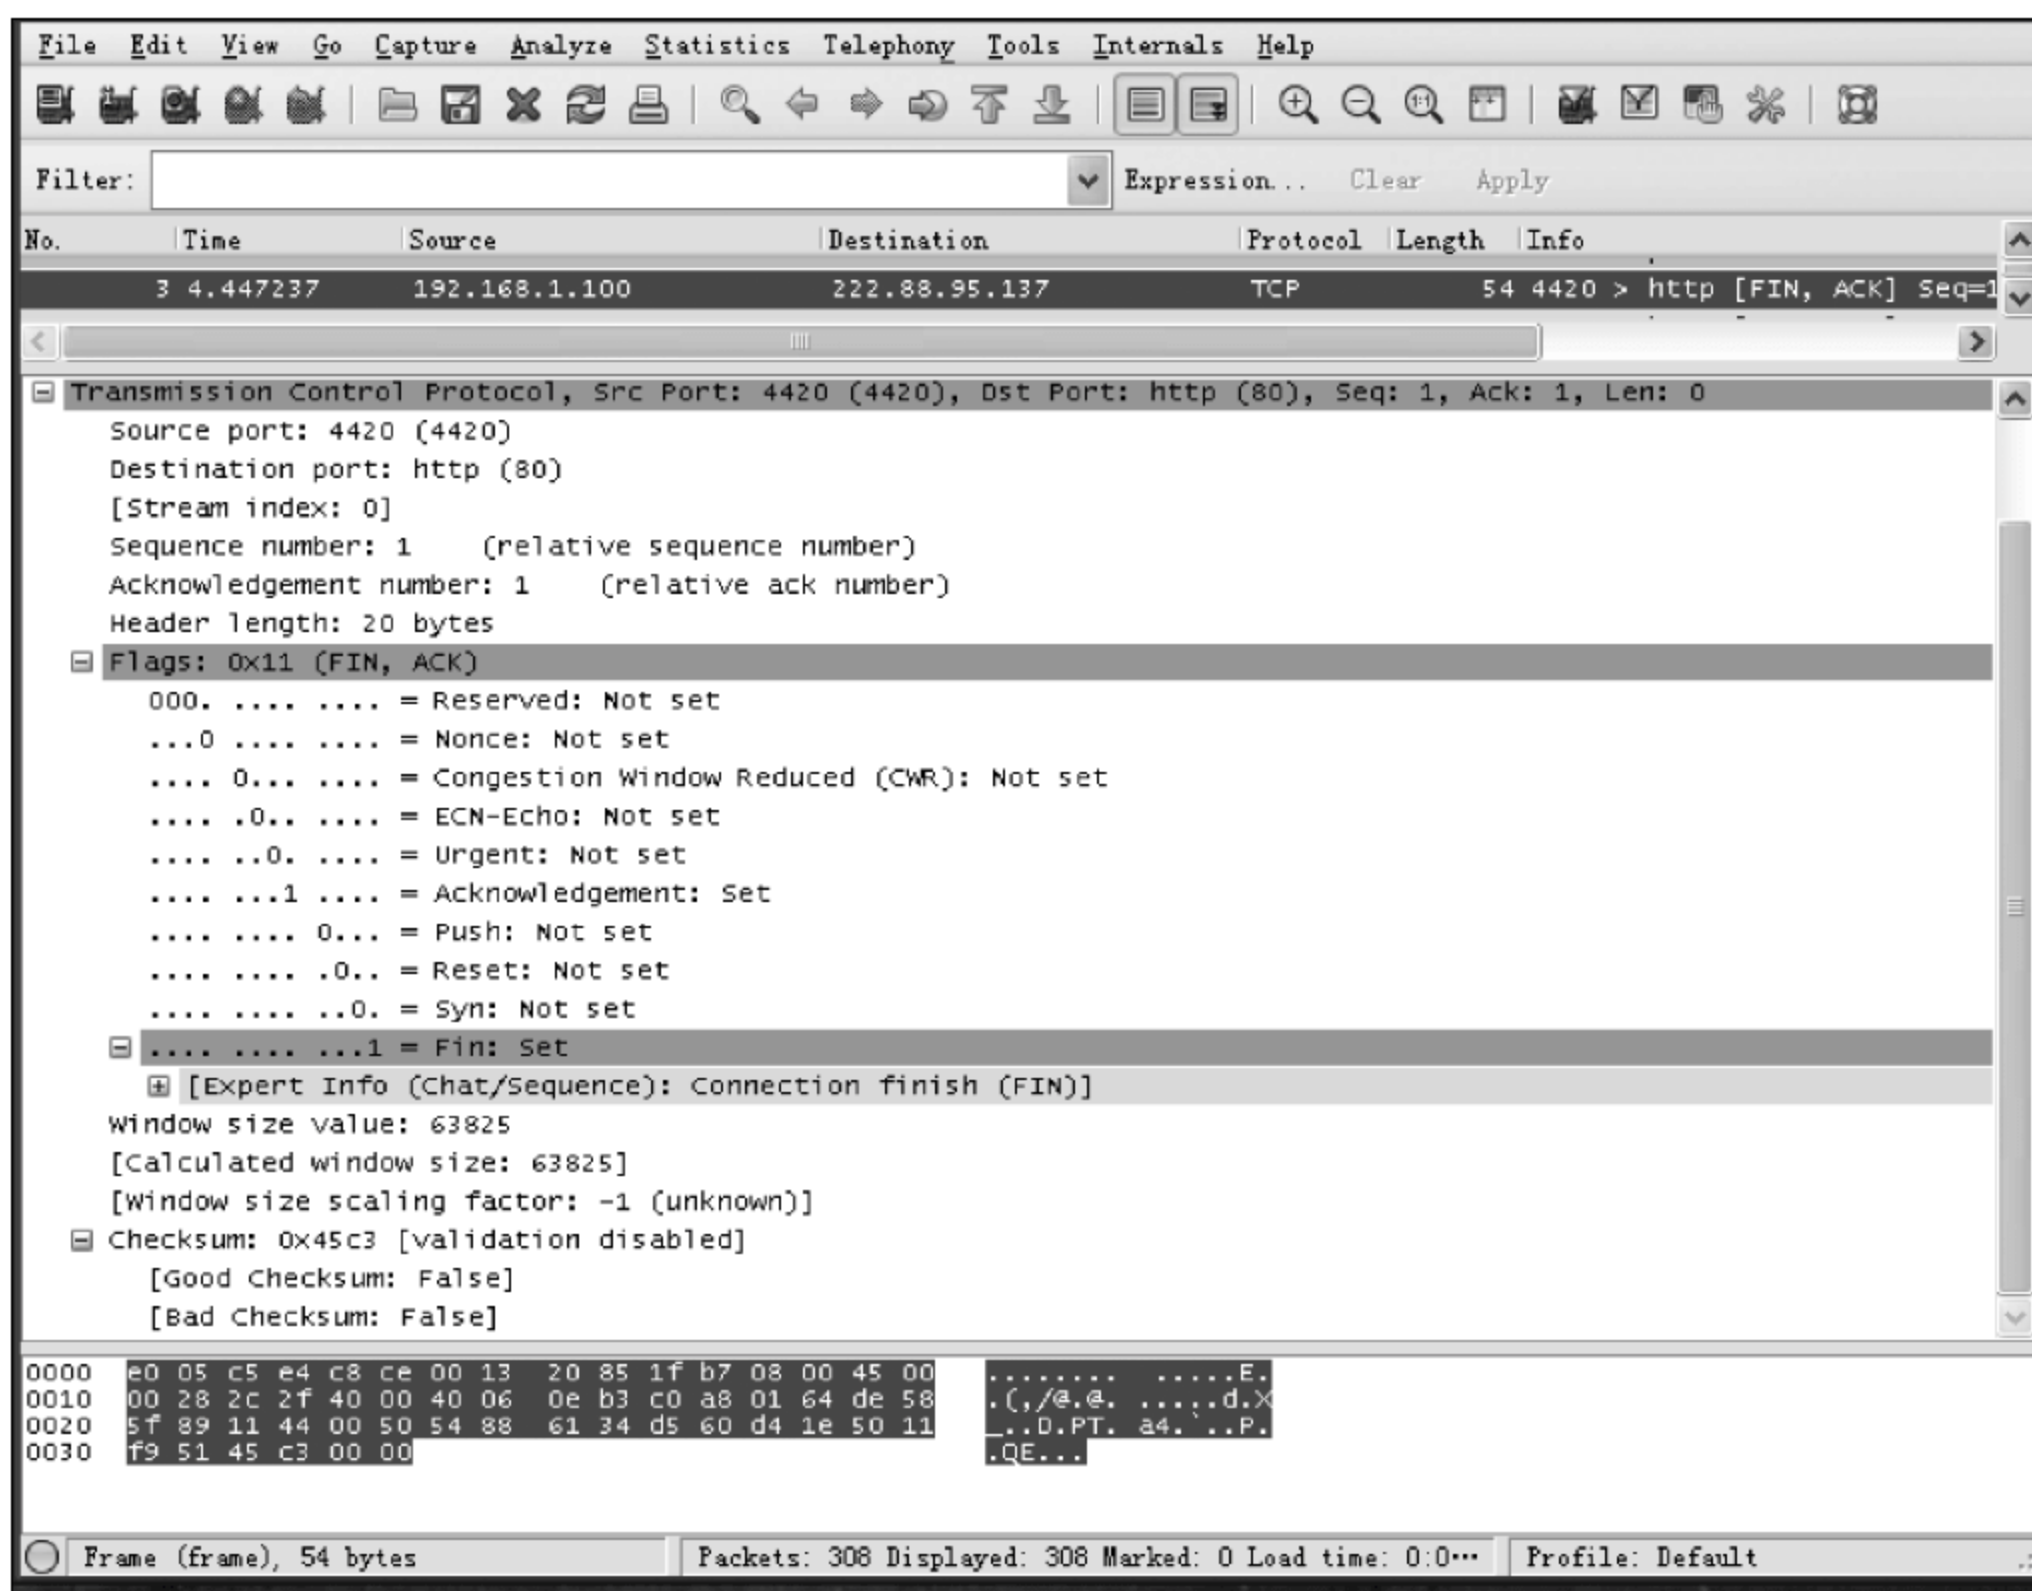 File Edit View Go Capture Analyze Statistics Telephony Tools Internals Help
Filter: Expression... Clear Apply
No. Time Source Destination Protocol Length Info
3 4.447237 192.168.1.100 222.88.95.137 TCP 54 4420 > http [FIN, ACK] Seq=1
Transmission Control Protocol, Src Port: 4420 (4420), Dst Port: http (80), Seq: 1, Ack: 1, Len: 0
Source port: 4420 (4420)
Destination port: http (80)
[Stream index: 0]
Sequence number: 1 (relative sequence number)
Acknowledgement number: 1 (relative ack number)
Header length: 20 bytes
Flags: 0x11 (FIN, ACK)
000. .... .... = Reserved: Not set
...0 .... .... = Nonce: Not set
.... 0... .... = Congestion Window Reduced (CWR): Not set
.... .0.. .... = ECN-Echo: Not set
.... ..0. .... = Urgent: Not set
.... ...1 .... = Acknowledgement: Set
.... .... 0... = Push: Not set
.... .... .0.. = Reset: Not set
.... .... ..0. = Syn: Not set
.... .... ...1 = Fin: Set
[Expert Info (Chat/Sequence): Connection finish (FIN)]
Window size value: 63825
[Calculated window size: 63825]
[Window size scaling factor: -1 (unknown)]
Checksum: 0x45c3 [validation disabled]
[Good Checksum: False]
[Bad Checksum: False]
0000 e0 05 c5 e4 c8 ce 00 13 20 85 1f b7 08 00 45 00 ........ .....E.
0010 00 28 2c 2f 40 00 40 06 0e b3 c0 a8 01 64 de 58 .(,/@.@. .....d.X
0020 5f 89 11 44 00 50 54 88 61 34 d5 60 d4 1e 50 11 _..D.PT. a4.`..P.
0030 f9 51 45 c3 00 00 .QE...
Frame (frame), 54 bytes Packets: 308 Displayed: 308 Marked: 0 Load time: 0:0... Profile: Default